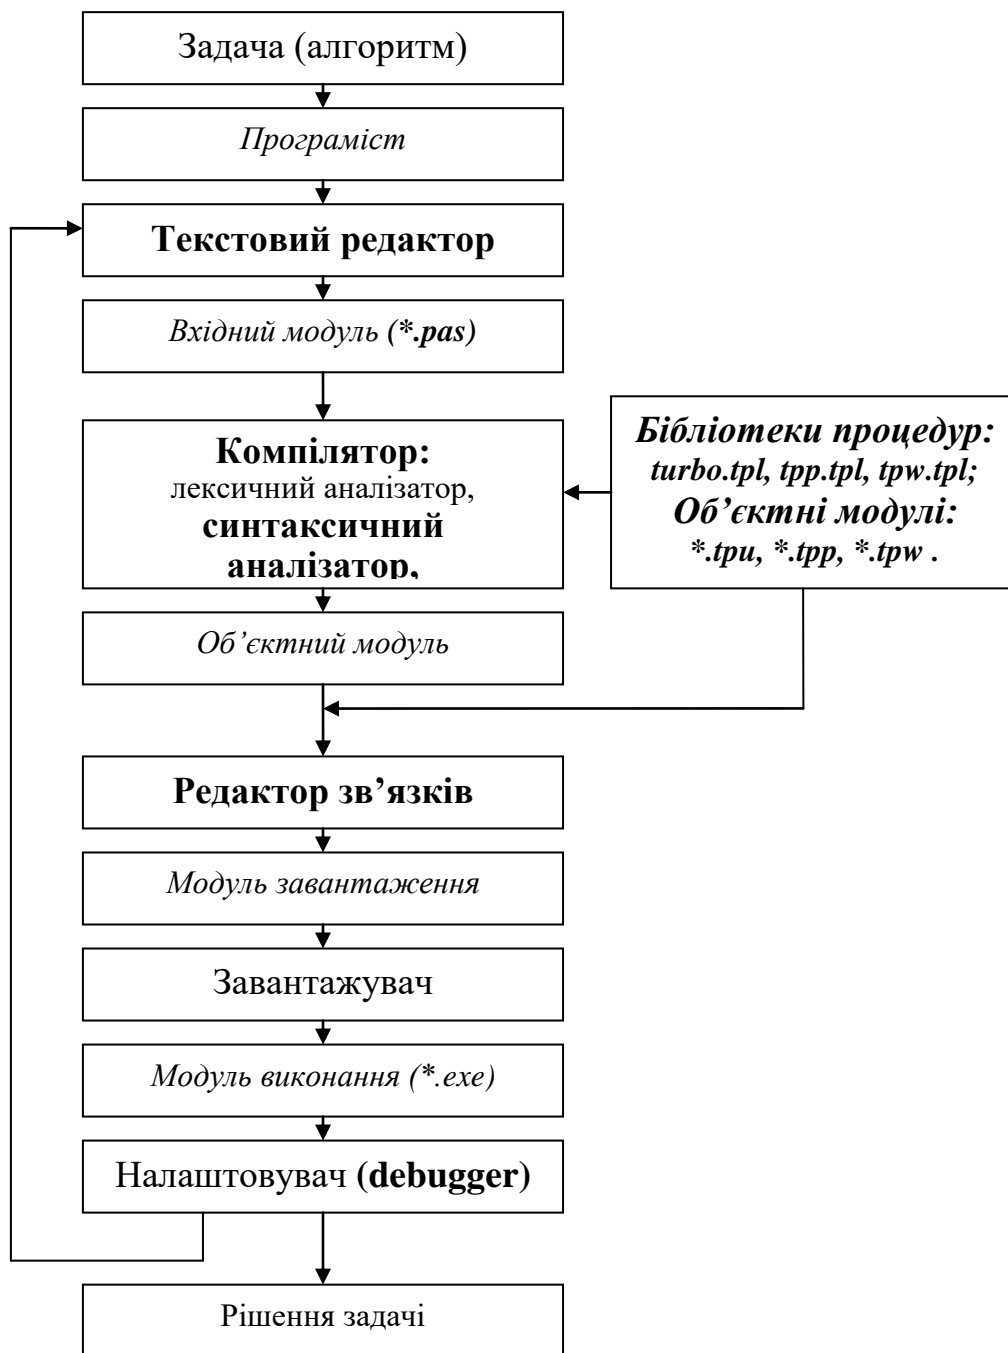 Задача (алгоритм)
Програміст
Текстовий редактор
Вхідний модуль (*.pas)
Компілятор:
лексичний аналізатор,
синтаксичний
аналізатор,
Бібліотеки процедур:
turbo.tpl, tpp.tpl, tpw.tpl;
Об’єктні модулі:
*.tpu, *.tpp, *.tpw .
Об’єктний модуль
Редактор зв’язків
Модуль завантаження
Завантажувач
Модуль виконання (*.exe)
Налаштовувач (debugger)
Рішення задачі